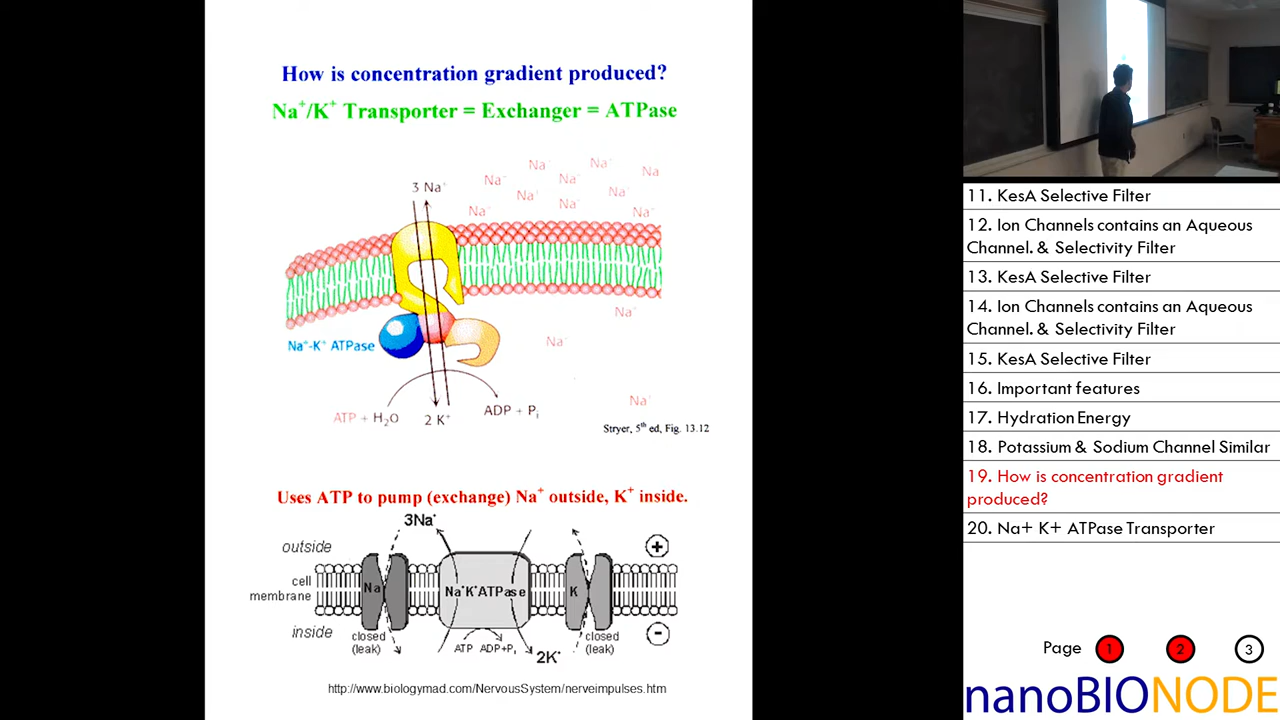 How is concentration gradient produced?
Na⁺/K⁺ Transporter = Exchanger = ATPase
3 Na⁺
Na⁺
Na⁺
Na
Na⁺
Na⁺
Na⁺
Na⁺
Na⁺
Na⁺
Na⁺
Na⁺
Na⁺
Na⁺
Na⁺-K⁺ ATPase
ATP + H₂O
2 K⁺
ADP + Pᵢ
Stryer, 5ᵗʰ ed, Fig. 13.12
Uses ATP to pump (exchange) Na⁺ outside, K⁺ inside.
3Na⁺
outside
+
cell
membrane
Na
Na⁺K⁺ATPase
K
inside
closed
(leak)
ATP ADP+Pᵢ
2K⁺
closed
(leak)
-
http://www.biologymad.com/NervousSystem/nerveimpulses.htm
11. KesA Selective Filter
12. Ion Channels contains an Aqueous
Channel. & Selectivity Filter
13. KesA Selective Filter
14. Ion Channels contains an Aqueous
Channel. & Selectivity Filter
15. KesA Selective Filter
16. Important features
17. Hydration Energy
18. Potassium & Sodium Channel Similar
19. How is concentration gradient
produced?
20. Na+ K+ ATPase Transporter
Page 1 2 3
nanoBIONODE